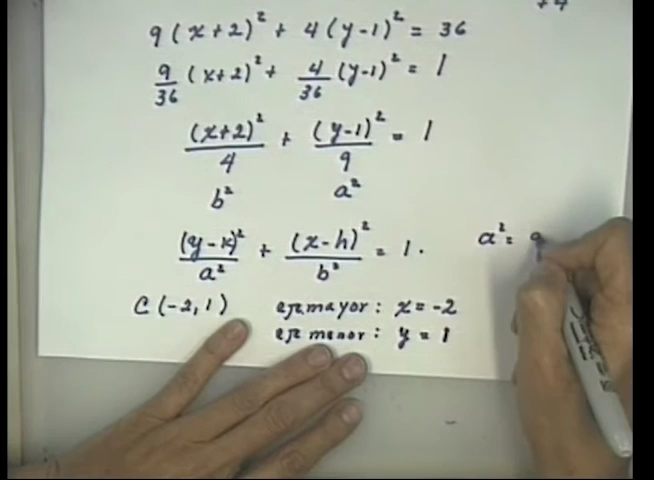 +4
9(x+2)² + 4(y-1)² = 36
9/36 (x+2)² + 4/36 (y-1)² = 1
(x+2)²/4 + (y-1)²/9 = 1
b² a²
(y-k)²/a² + (x-h)²/b² = 1. a² = 9
C(-2,1) eje mayor: x = -2
eje menor: y = 1